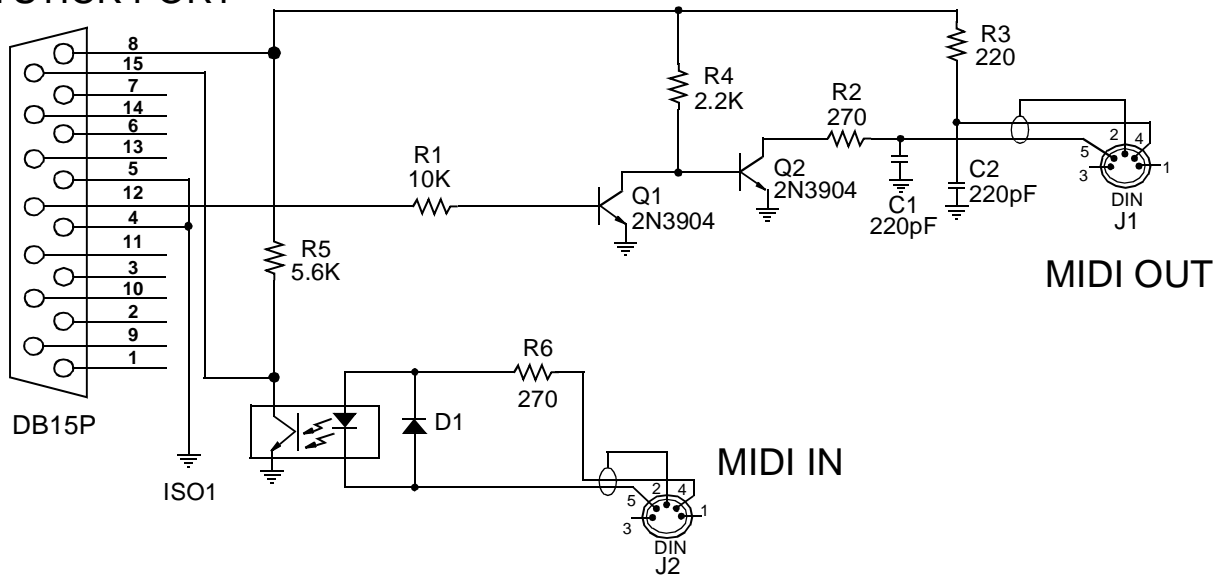 8
15
7
14
6
13
5
12
4
11
3
10
2
9
1
DB15P
ISO1
R1
10K
R5
5.6K
Q1
2N3904
R4
2.2K
Q2
2N3904
R2
270
C1
220pF
R3
220
C2
220pF
2
4
5
1
3
DIN
J1
MIDI OUT
R6
270
D1
MIDI IN
2
4
5
1
3
DIN
J2